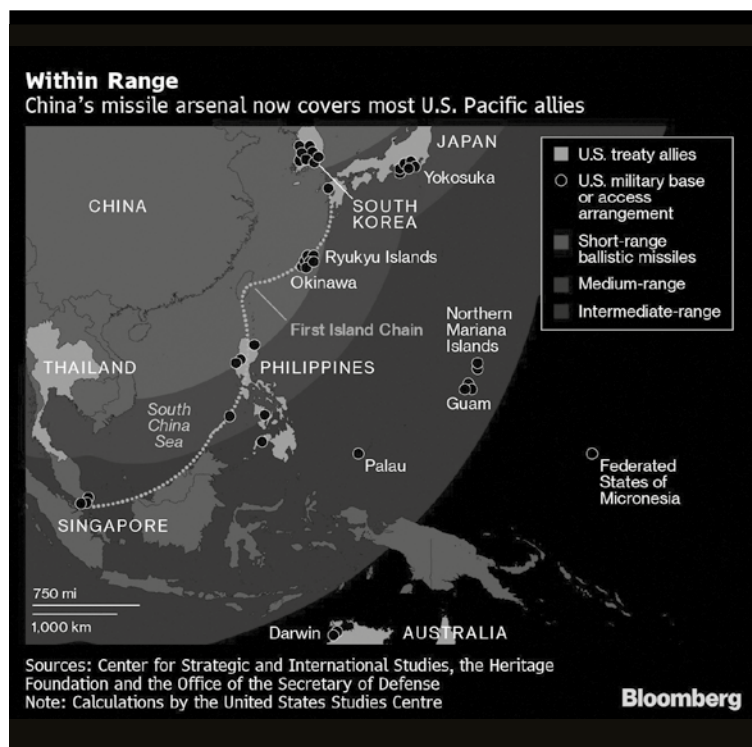 Within Range
China's missile arsenal now covers most U.S. Pacific allies
JAPAN
Yokosuka
SOUTH
KOREA
CHINA
Ryukyu Islands
Okinawa
First Island Chain
Northern
Mariana
Islands
THAILAND
PHILIPPINES
Guam
South
China
Sea
Palau
Federated
States of
Micronesia
SINGAPORE
750 mi
1,000 km
Darwin
AUSTRALIA
U.S. treaty allies
U.S. military base
or access
arrangement
Short-range
ballistic missiles
Medium-range
Intermediate-range
Sources: Center for Strategic and International Studies, the Heritage
Foundation and the Office of the Secretary of Defense
Note: Calculations by the United States Studies Centre
Bloomberg